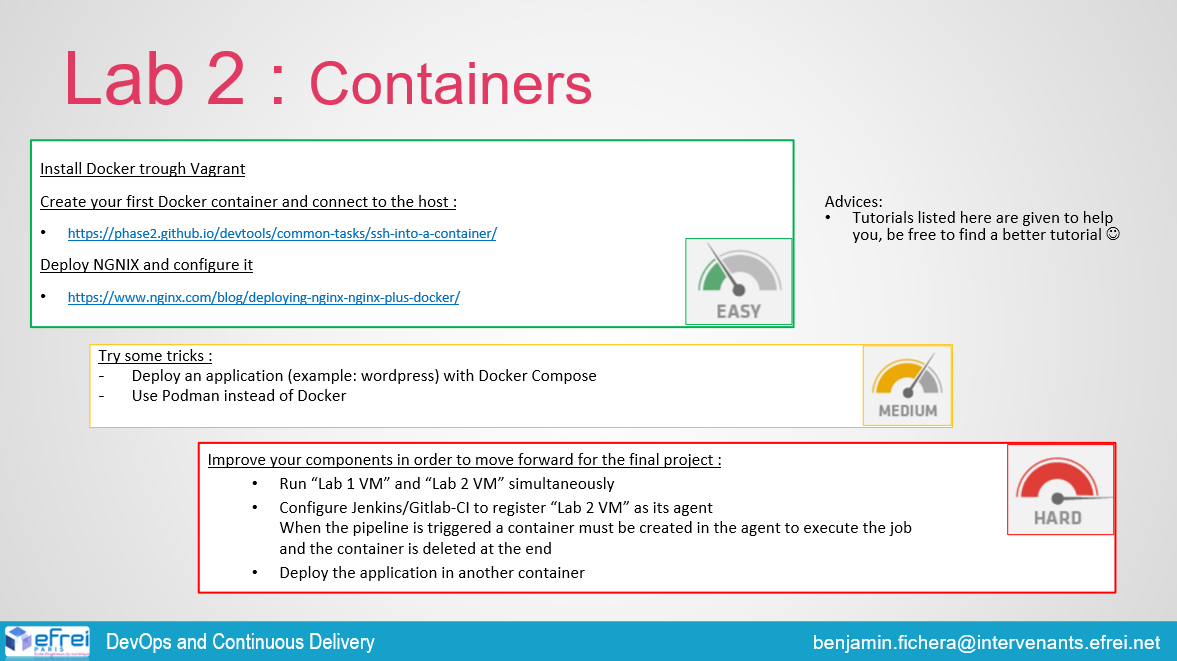 Lab 2 : Containers
Install Docker trough Vagrant
Create your first Docker container and connect to the host :
• https://phase2.github.io/devtools/common-tasks/ssh-into-a-container/
Deploy NGNIX and configure it
• https://www.nginx.com/blog/deploying-nginx-nginx-plus-docker/
EASY
Advices:
• Tutorials listed here are given to help
you, be free to find a better tutorial ☺
Try some tricks :
- Deploy an application (example: wordpress) with Docker Compose
- Use Podman instead of Docker
MEDIUM
Improve your components in order to move forward for the final project :
• Run “Lab 1 VM” and “Lab 2 VM” simultaneously
• Configure Jenkins/Gitlab-CI to register “Lab 2 VM” as its agent
When the pipeline is triggered a container must be created in the agent to execute the job
and the container is deleted at the end
• Deploy the application in another container
HARD
efrei
PARIS
DevOps and Continuous Delivery
benjamin.fichera@intervenants.efrei.net